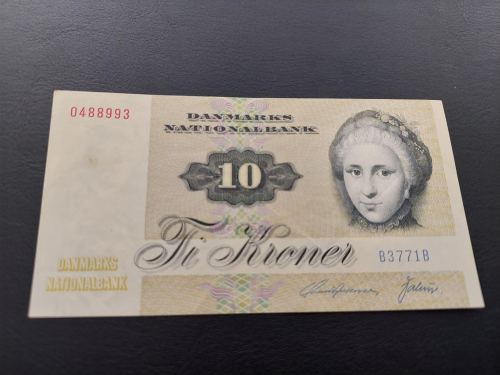 0488993
DANMARKS
NATIONALBANK
10
Ti Kroner
B3771B
DANMARKS
NATIONALBANK